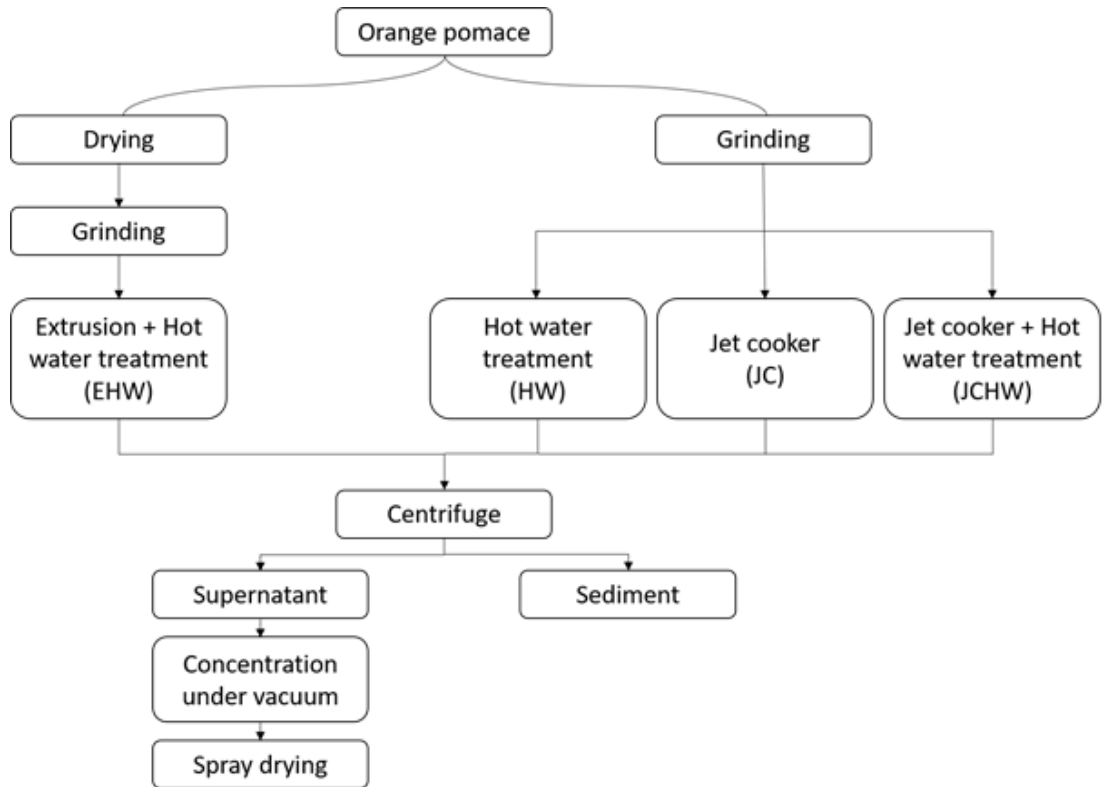 Orange pomace
Drying
Grinding
Grinding
Extrusion + Hot
water treatment
(EHW)
Hot water
treatment
(HW)
Jet cooker
(JC)
Jet cooker + Hot
water treatment
(JCHW)
Centrifuge
Supernatant
Sediment
Concentration
under vacuum
Spray drying